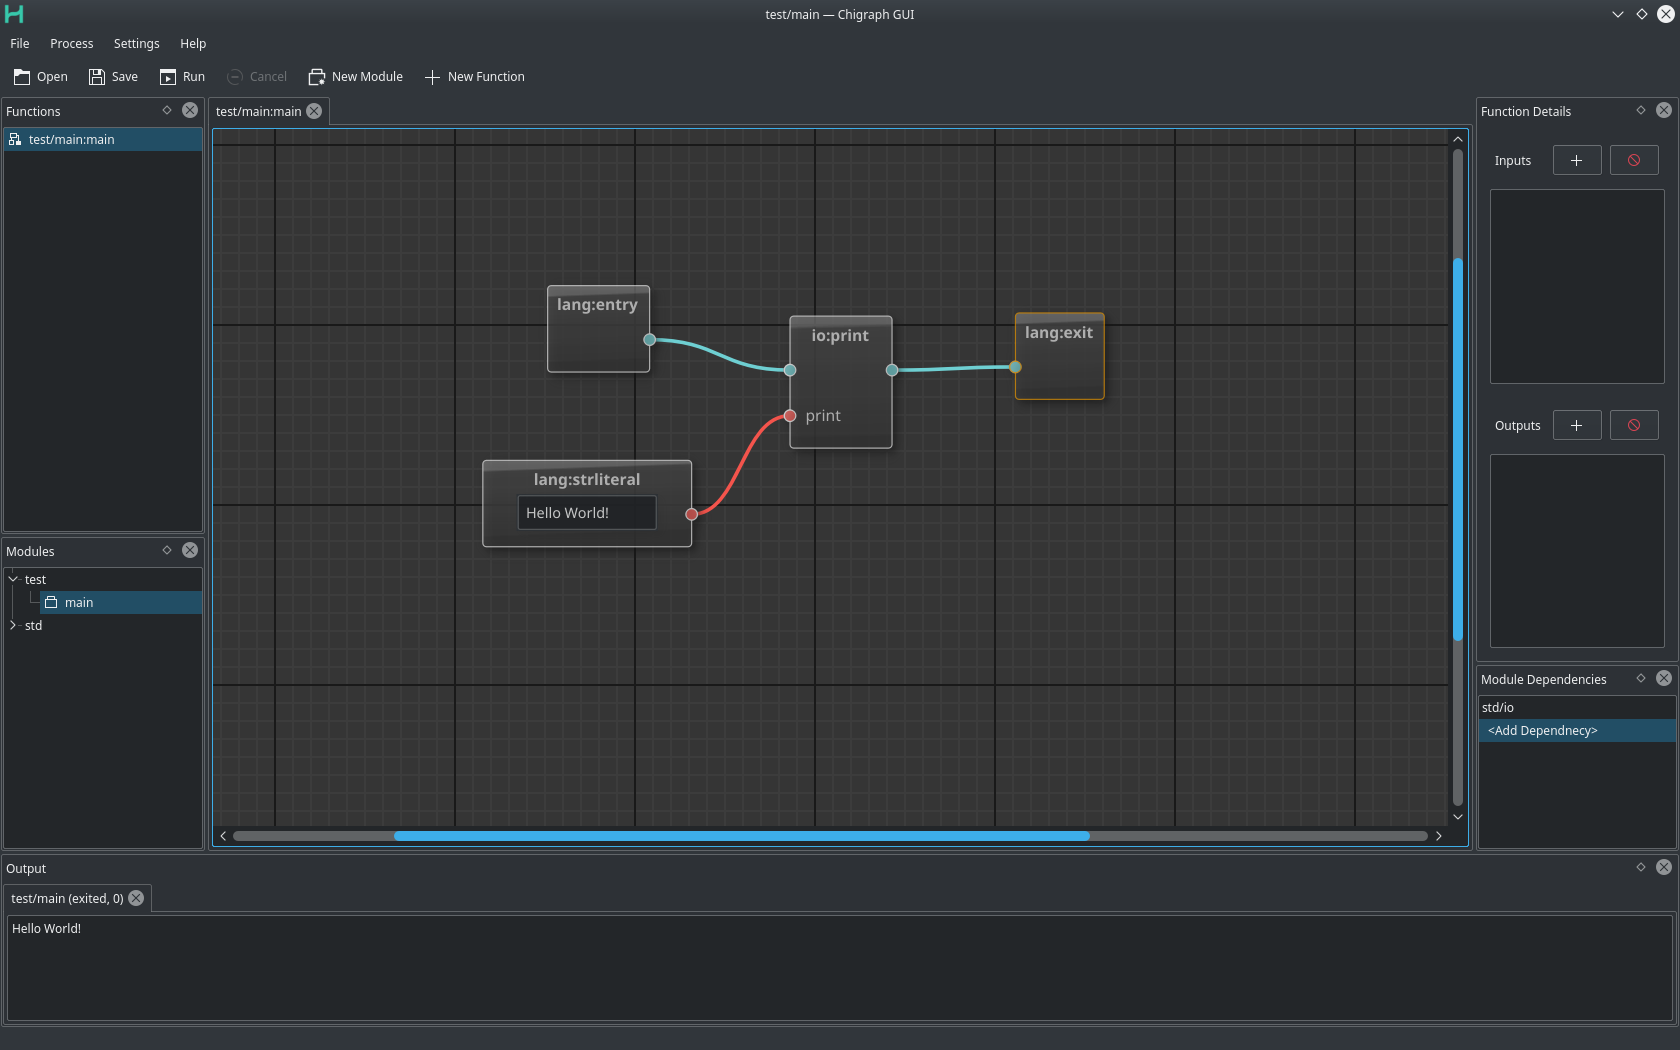 test/main — Chigraph GUI
File Process Settings Help
Open Save Run Cancel New Module New Function
Functions
test/main:main
Modules
test
main
std
test/main:main
lang:entry
io:print
print
lang:exit
lang:strliteral
Hello World!
Function Details
Inputs
Outputs
Module Dependencies
std/io
<Add Dependnecy>
Output
test/main (exited, 0)
Hello World!